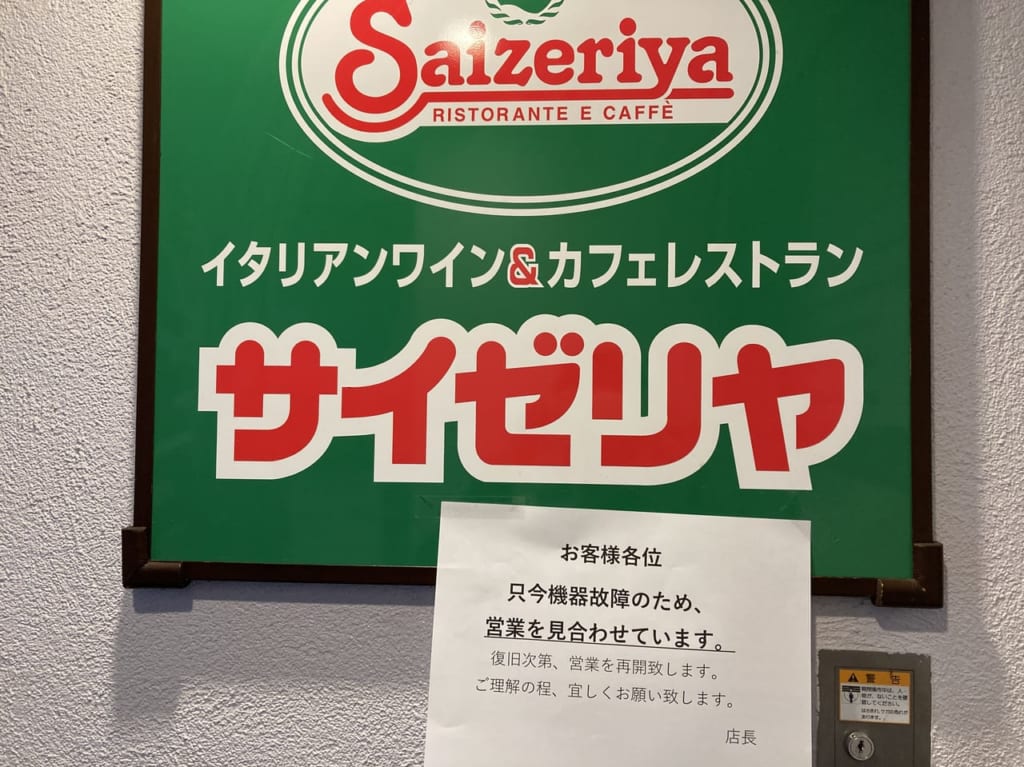 Saizeriya
RISTORANTE E CAFFÈ
イタリアンワイン&カフェレストラン
サイゼリヤ
お客様各位
只今機器故障のため、
営業を見合わせています。
復旧次第、営業を再開致します。
ご理解の程、宜しくお願い致します。
店長
警告